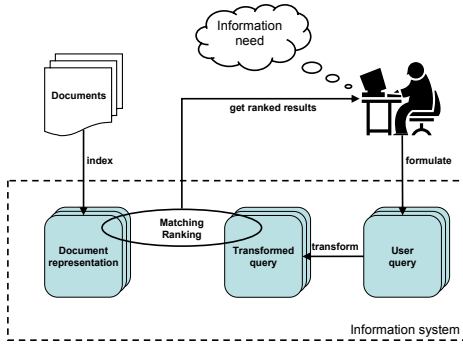 Information
need
Documents
get ranked results
index
formulate
Matching
Ranking
Document
representation
Transformed
query
transform
User
query
Information system